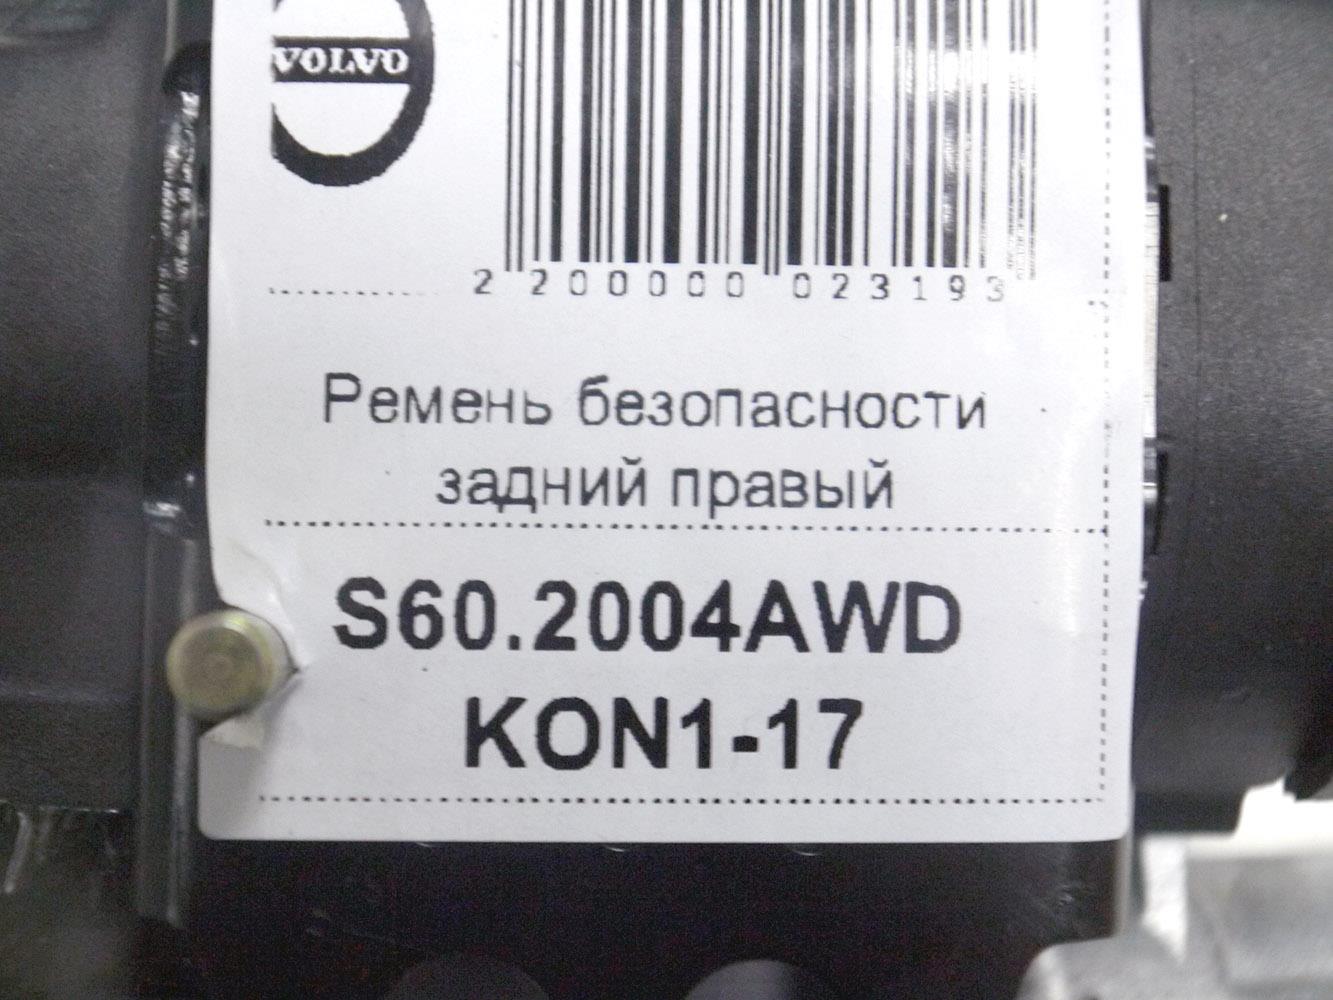 VOLVO
2 200000 023193
Ремень безопасности
задний правый
S60.2004AWD
KON1-17